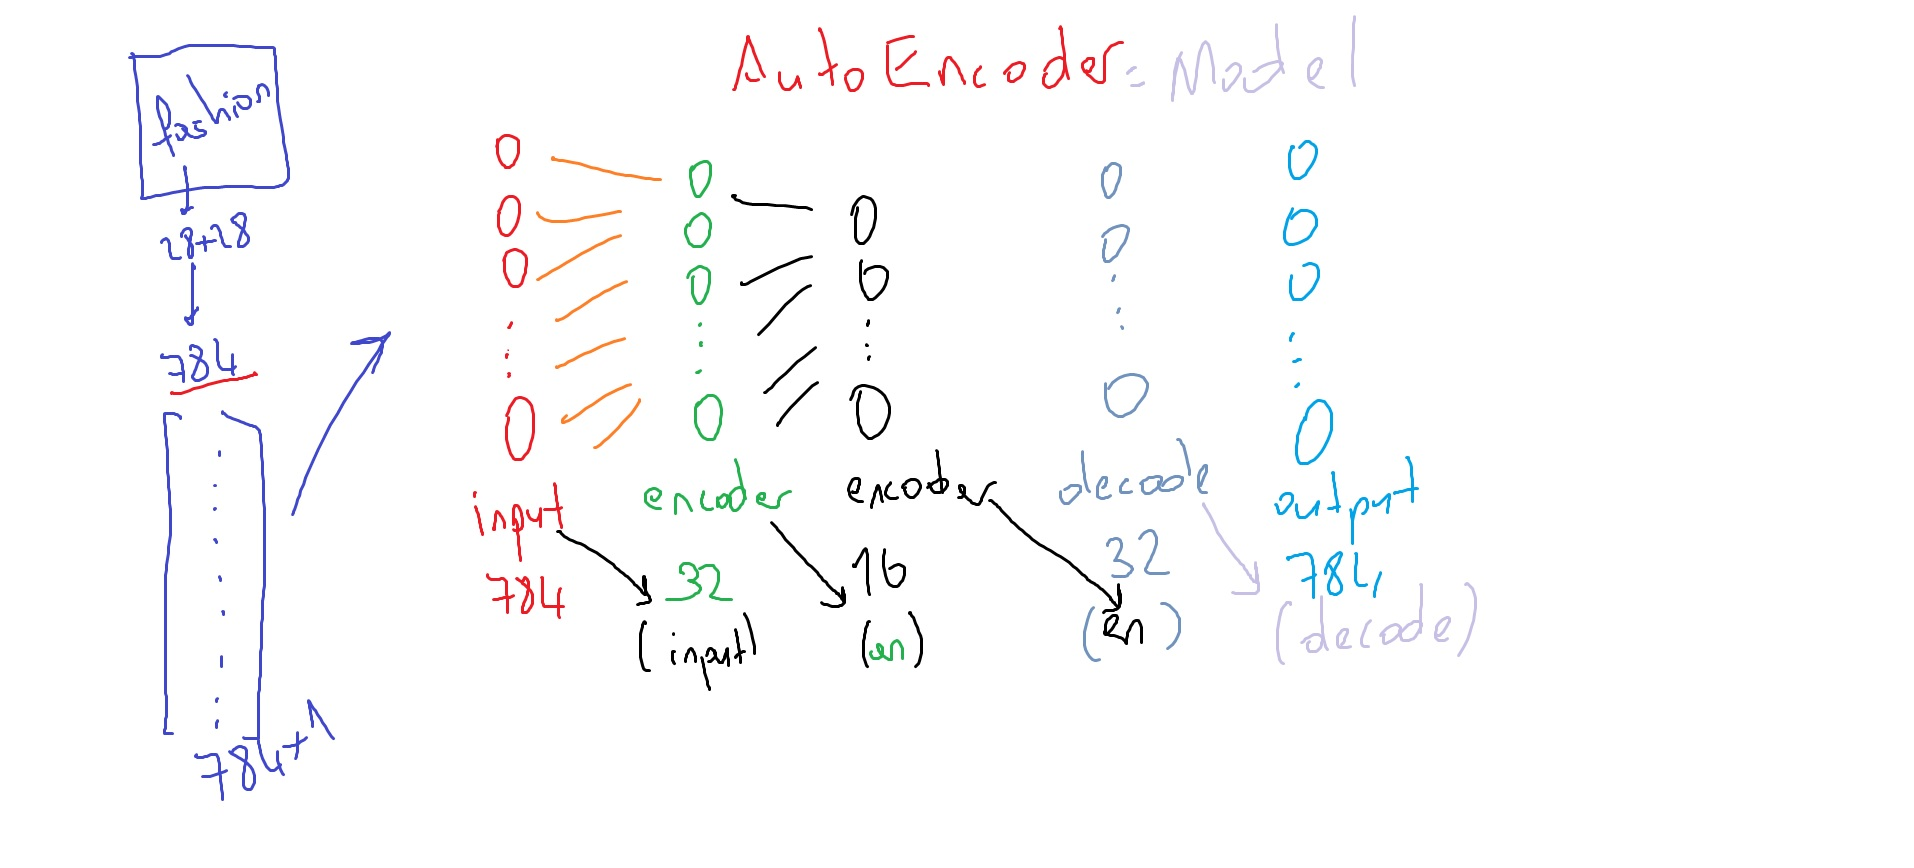 AutoEncoder = Model
fashion
28+28
784
784+1
input
784
encoder
32
(input)
encoder
16
(en)
decode
32
(en)
output
784
(decode)